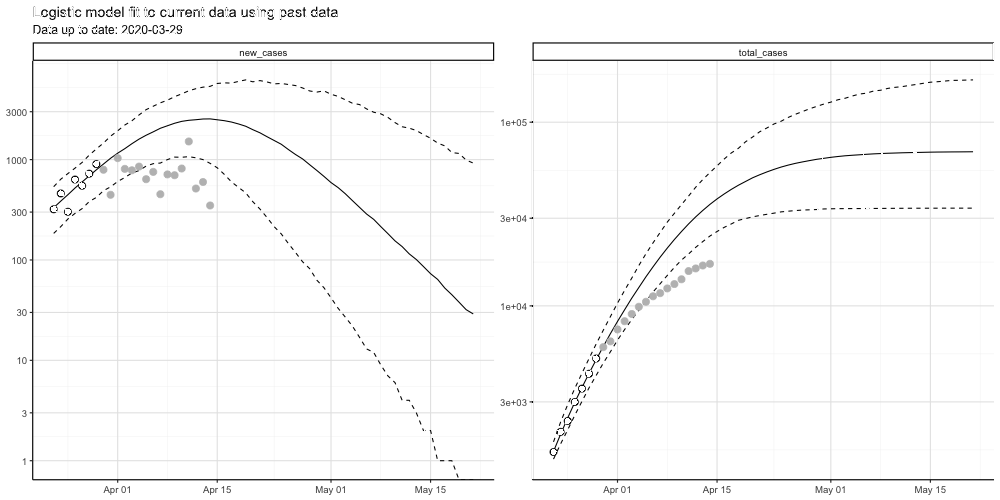 Logistic model fit to current data using past data
Data up to date: 2020-03-29
new_cases
total_cases
3000
1000
300
100
30
10
3
1
1e+05
3e+04
1e+04
3e+03
Apr 01
Apr 15
May 01
May 15
Apr 01
Apr 15
May 01
May 15